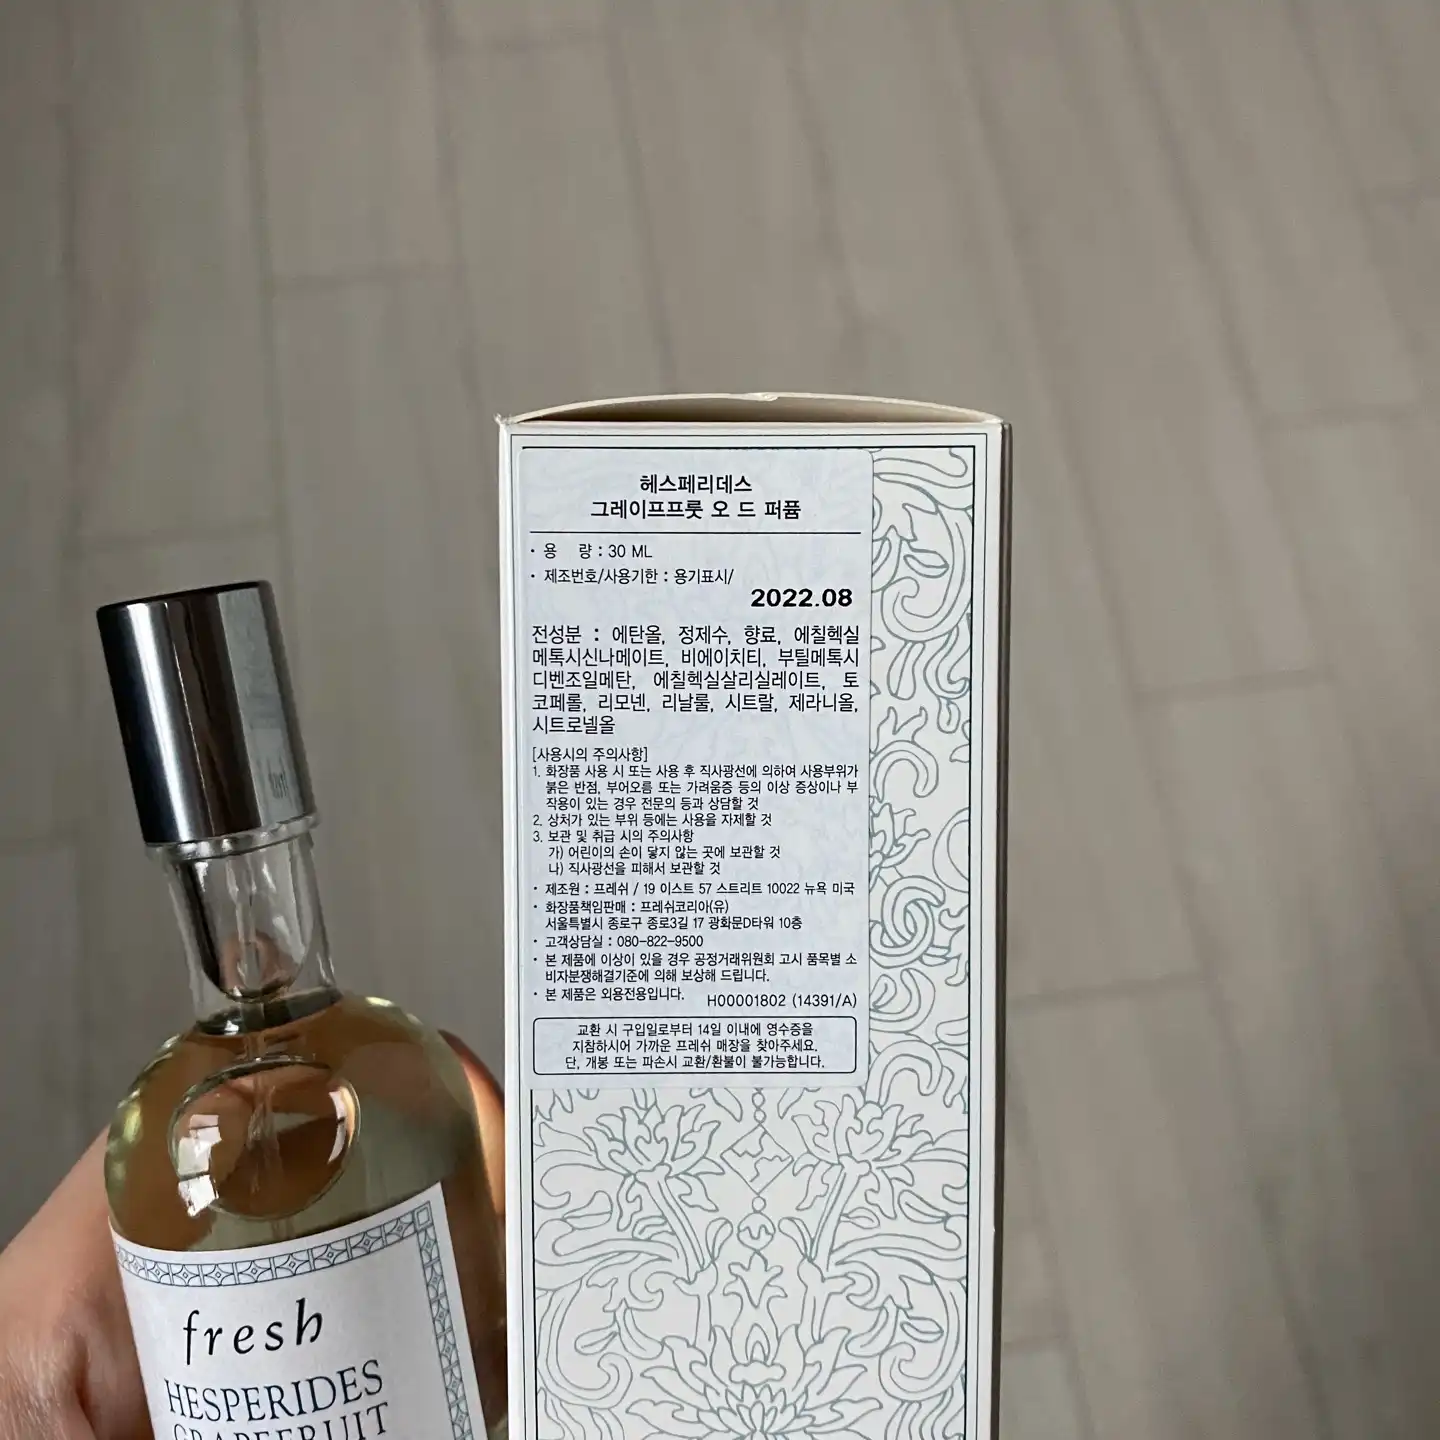 헤스페리데스
그레이프프룻 오 드 퍼퓸
· 용 량 : 30 ML
· 제조번호/사용기한 : 용기표시/
2022.08
전성분 : 에탄올, 정제수, 향료, 에칠헥실
메톡시신나메이트, 비에이치티, 부틸메톡시
디벤조일메탄, 에칠헥실살리실레이트, 토
코페롤, 리모넨, 리날룰, 시트랄, 제라니올,
시트로넬올
[사용시의 주의사항]
1. 화장품 사용 시 또는 사용 후 직사광선에 의하여 사용부위가
붉은 반점, 부어오름 또는 가려움증 등의 이상 증상이나 부
작용이 있는 경우 전문의 등과 상담할 것
2. 상처가 있는 부위 등에는 사용을 자제할 것
3. 보관 및 취급 시의 주의사항
가) 어린이의 손이 닿지 않는 곳에 보관할 것
나) 직사광선을 피해서 보관할 것
· 제조원 : 프레쉬 / 19 이스트 57 스트리트 10022 뉴욕 미국
· 화장품책임판매 : 프레쉬코리아(유)
서울특별시 종로구 종로3길 17 광화문D타워 10층
· 고객상담실 : 080-822-9500
· 본 제품에 이상이 있을 경우 공정거래위원회 고시 품목별 소
비자분쟁해결기준에 의해 보상해 드립니다.
· 본 제품은 외용전용입니다. H00001802 (14391/A)
교환 시 구입일로부터 14일 이내에 영수증을
지참하시어 가까운 프레쉬 매장을 찾아주세요.
단, 개봉 또는 파손시 교환/환불이 불가능합니다.
fresh
HESPERIDES
GRAPEFRUIT